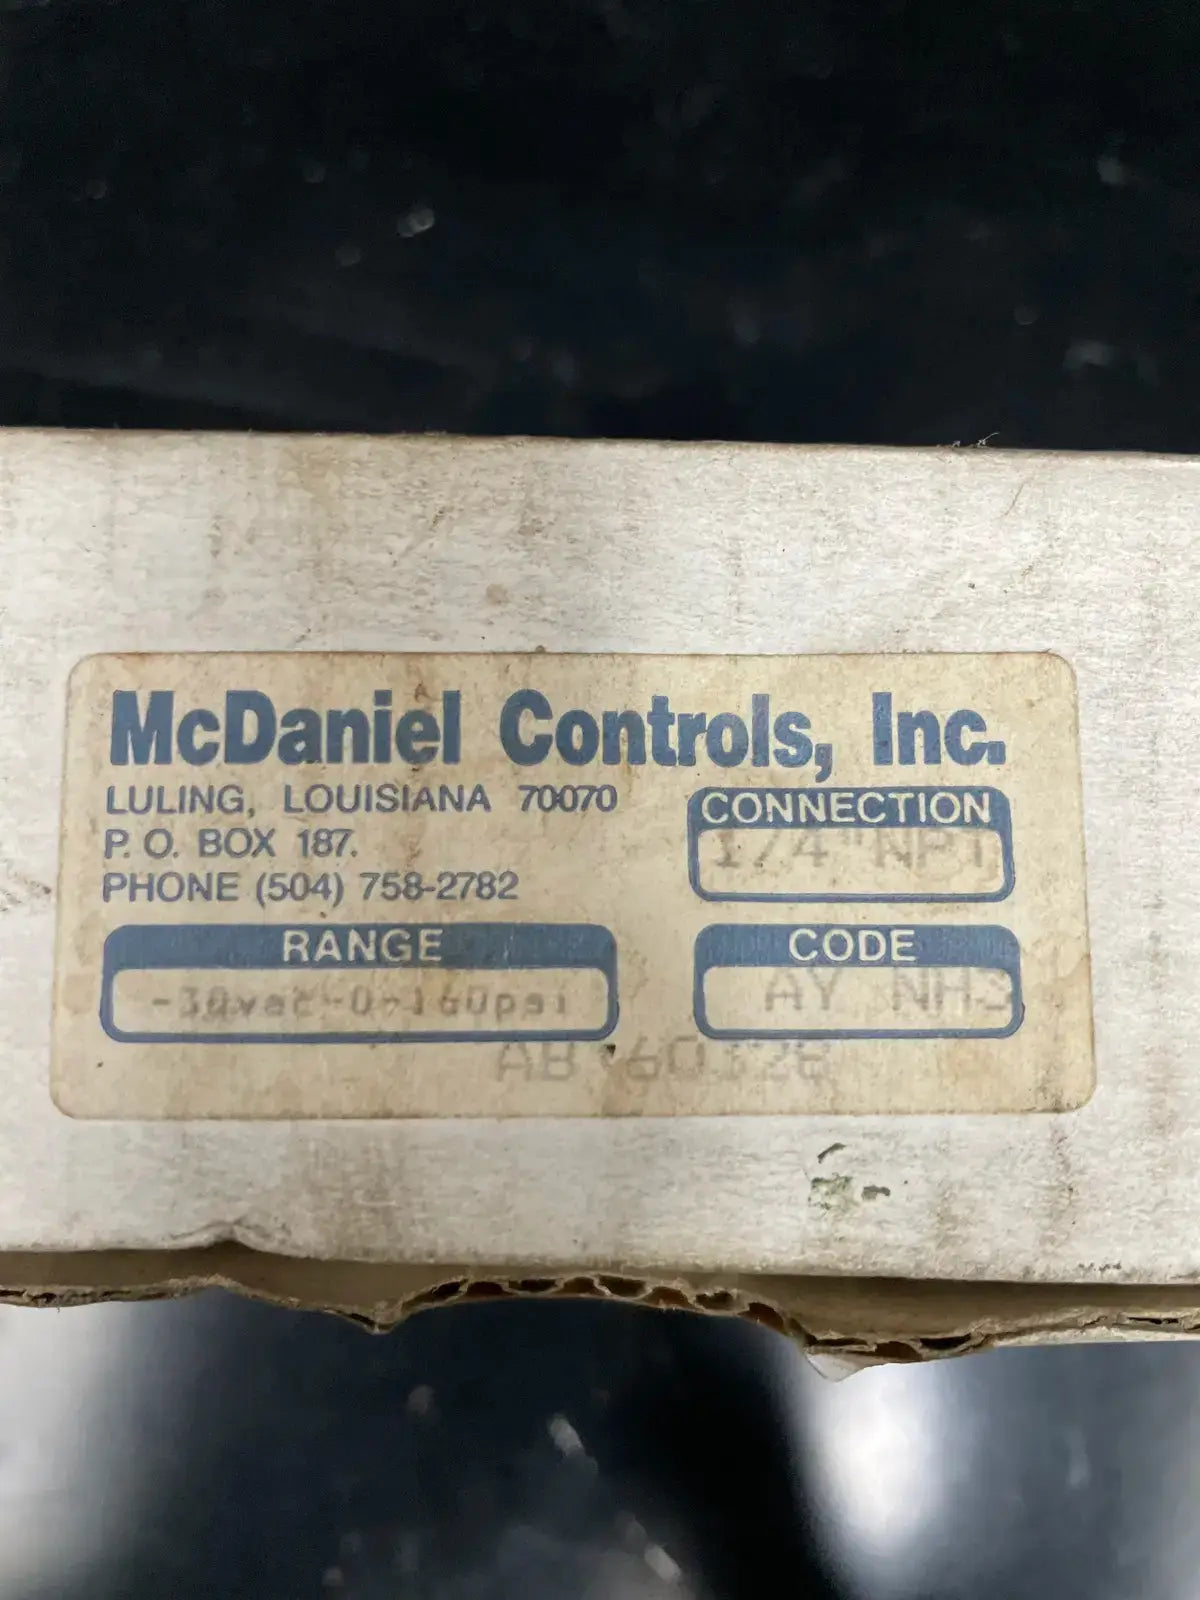 McDaniel Controls, Inc.
LULING, LOUISIANA 70070
P. O. BOX 187.
PHONE (504) 758-2782
CONNECTION
1/4"NPT
RANGE
-30vac-0-160psi
CODE
AY NH3